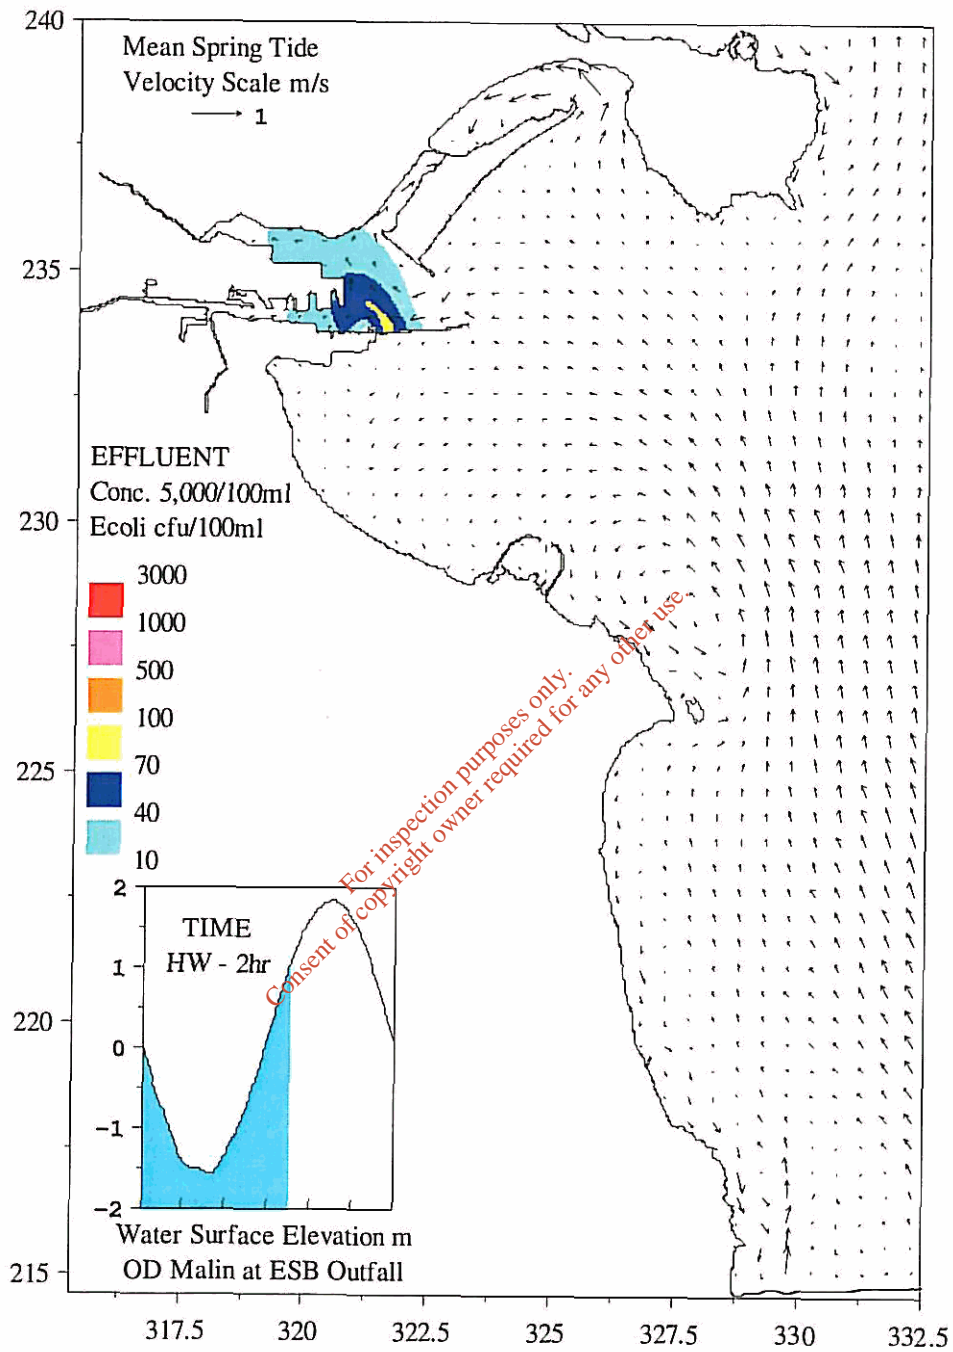 240
Mean Spring Tide
Velocity Scale m/s
1
235
EFFLUENT
Conc. 5,000/100ml
Ecoli cfu/100ml
230
3000
1000
500
100
70
40
10
225
For inspection purposes only.
Consent of copyright owner required for any other use.
2
TIME
HW - 2hr
1
220
0
-1
-2
Water Surface Elevation m
OD Malin at ESB Outfall
215
317.5
320
322.5
325
327.5
330
332.5